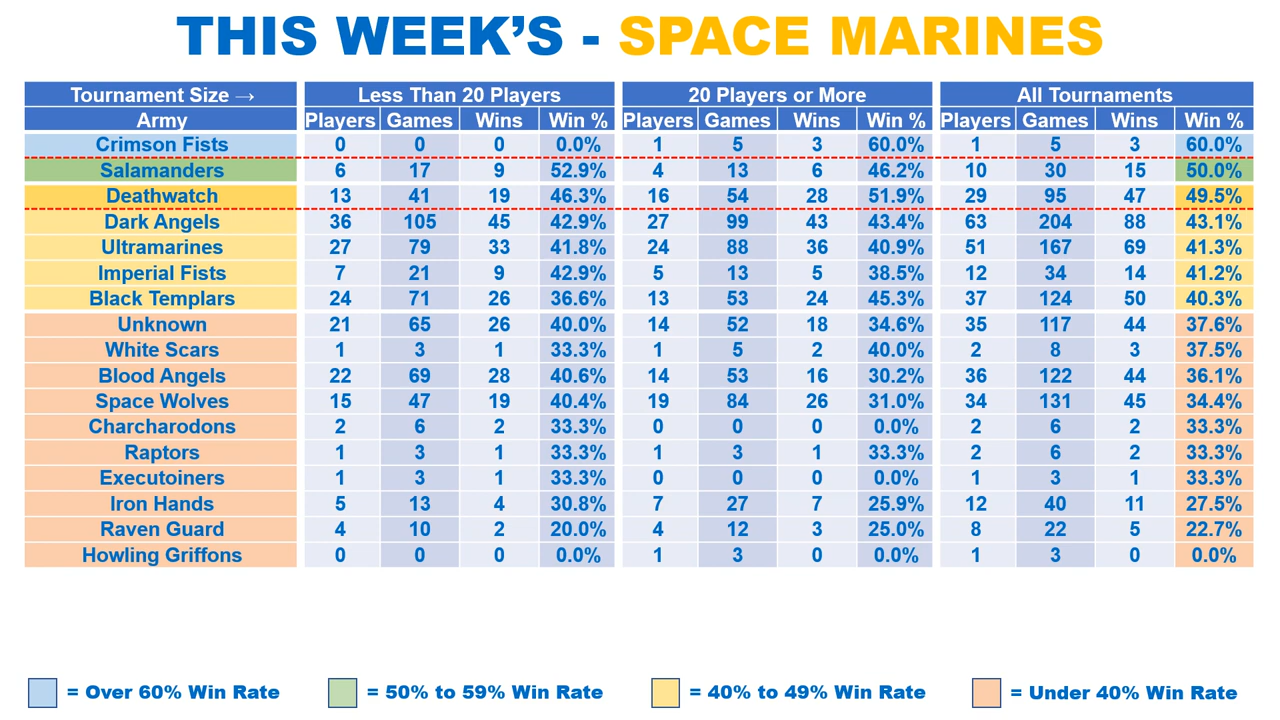 THIS WEEK'S - SPACE MARINES
Tournament Size → Less Than 20 Players 20 Players or More All Tournaments
Army Players Games Wins Win % Players Games Wins Win % Players Games Wins Win %
Crimson Fists 0 0 0 0.0% 1 5 3 60.0% 1 5 3 60.0%
Salamanders 6 17 9 52.9% 4 13 6 46.2% 10 30 15 50.0%
Deathwatch 13 41 19 46.3% 16 54 28 51.9% 29 95 47 49.5%
Dark Angels 36 105 45 42.9% 27 99 43 43.4% 63 204 88 43.1%
Ultramarines 27 79 33 41.8% 24 88 36 40.9% 51 167 69 41.3%
Imperial Fists 7 21 9 42.9% 5 13 5 38.5% 12 34 14 41.2%
Black Templars 24 71 26 36.6% 13 53 24 45.3% 37 124 50 40.3%
Unknown 21 65 26 40.0% 14 52 18 34.6% 35 117 44 37.6%
White Scars 1 3 1 33.3% 1 5 2 40.0% 2 8 3 37.5%
Blood Angels 22 69 28 40.6% 14 53 16 30.2% 36 122 44 36.1%
Space Wolves 15 47 19 40.4% 19 84 26 31.0% 34 131 45 34.4%
Charcharodons 2 6 2 33.3% 0 0 0 0.0% 2 6 2 33.3%
Raptors 1 3 1 33.3% 1 3 1 33.3% 2 6 2 33.3%
Executoiners 1 3 1 33.3% 0 0 0 0.0% 1 3 1 33.3%
Iron Hands 5 13 4 30.8% 7 27 7 25.9% 12 40 11 27.5%
Raven Guard 4 10 2 20.0% 4 12 3 25.0% 8 22 5 22.7%
Howling Griffons 0 0 0 0.0% 1 3 0 0.0% 1 3 0 0.0%
= Over 60% Win Rate = 50% to 59% Win Rate = 40% to 49% Win Rate = Under 40% Win Rate